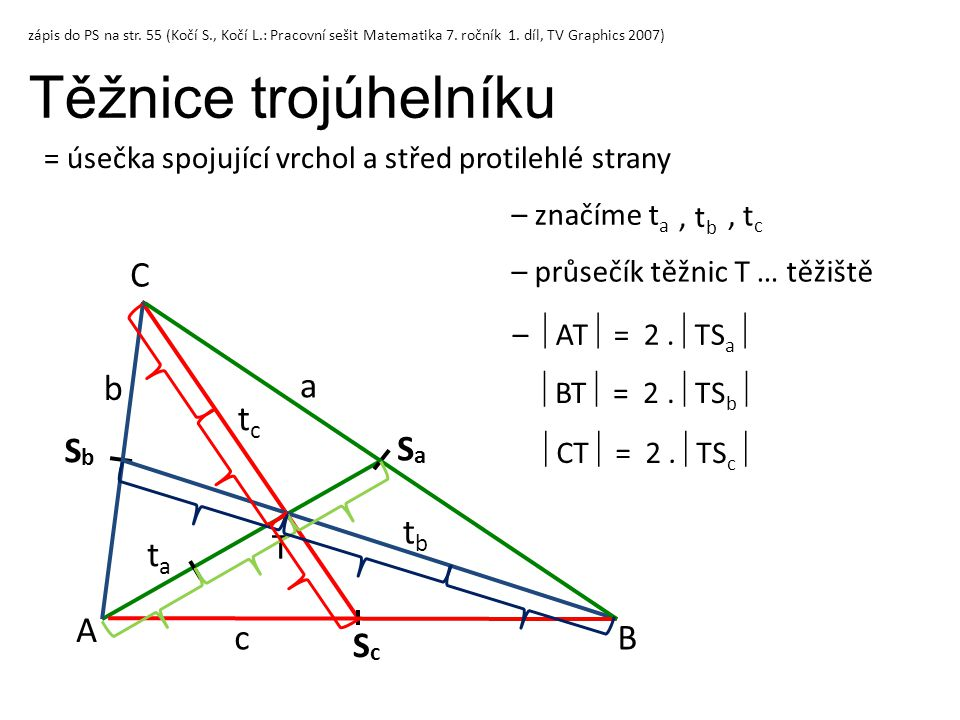 zápis do PS na str. 55 (Kočí S., Kočí L.: Pracovní sešit Matematika 7. ročník 1. díl, TV Graphics 2007)
Těžnice trojúhelníku
= úsečka spojující vrchol a střed protilehlé strany
– značíme ta , tb , tc
– průsečík těžnic T … těžiště
– |AT| = 2 . |TSa|
|BT| = 2 . |TSb|
|CT| = 2 . |TSc|
C
b
a
tc
Sb
Sa
tb
T
ta
A
c
Sc
B